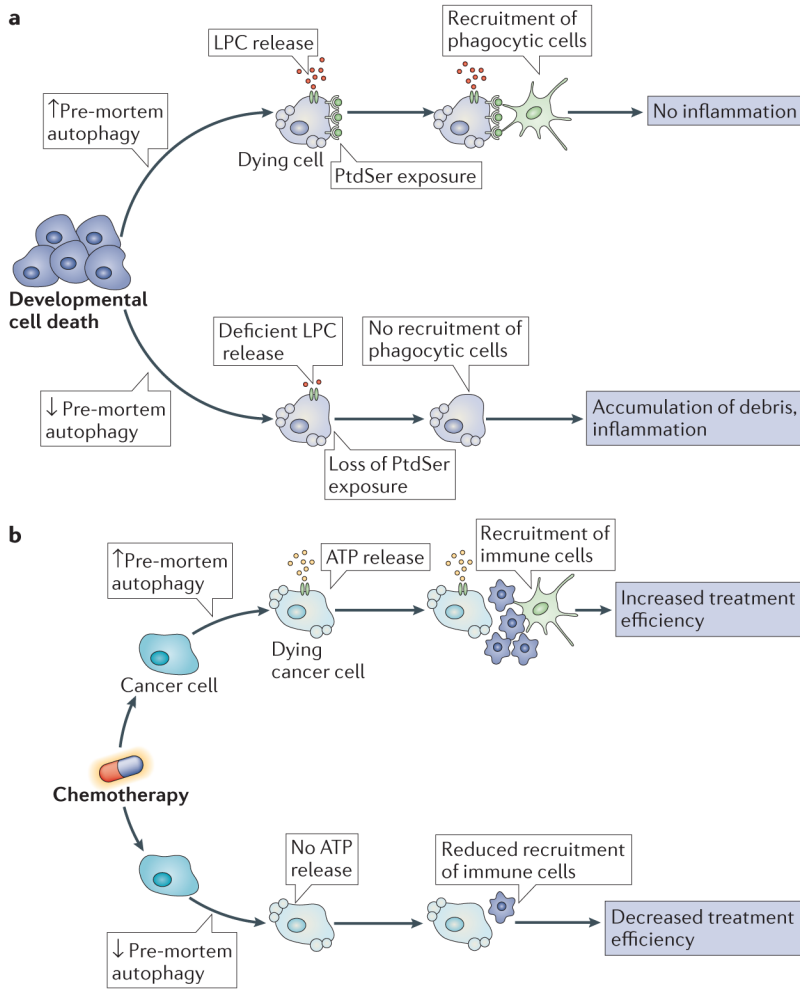 a
LPC release
Recruitment of
phagocytic cells
↑Pre-mortem
autophagy
No inflammation
Dying cell
PtdSer exposure
Developmental
cell death
Deficient LPC
release
No recruitment of
phagocytic cells
↓ Pre-mortem
autophagy
Accumulation of debris,
inflammation
Loss of PtdSer
exposure
b
↑Pre-mortem
autophagy
ATP release
Recruitment of
immune cells
Increased treatment
efficiency
Dying
cancer cell
Cancer cell
Chemotherapy
No ATP
release
Reduced recruitment
of immune cells
↓ Pre-mortem
autophagy
Decreased treatment
efficiency